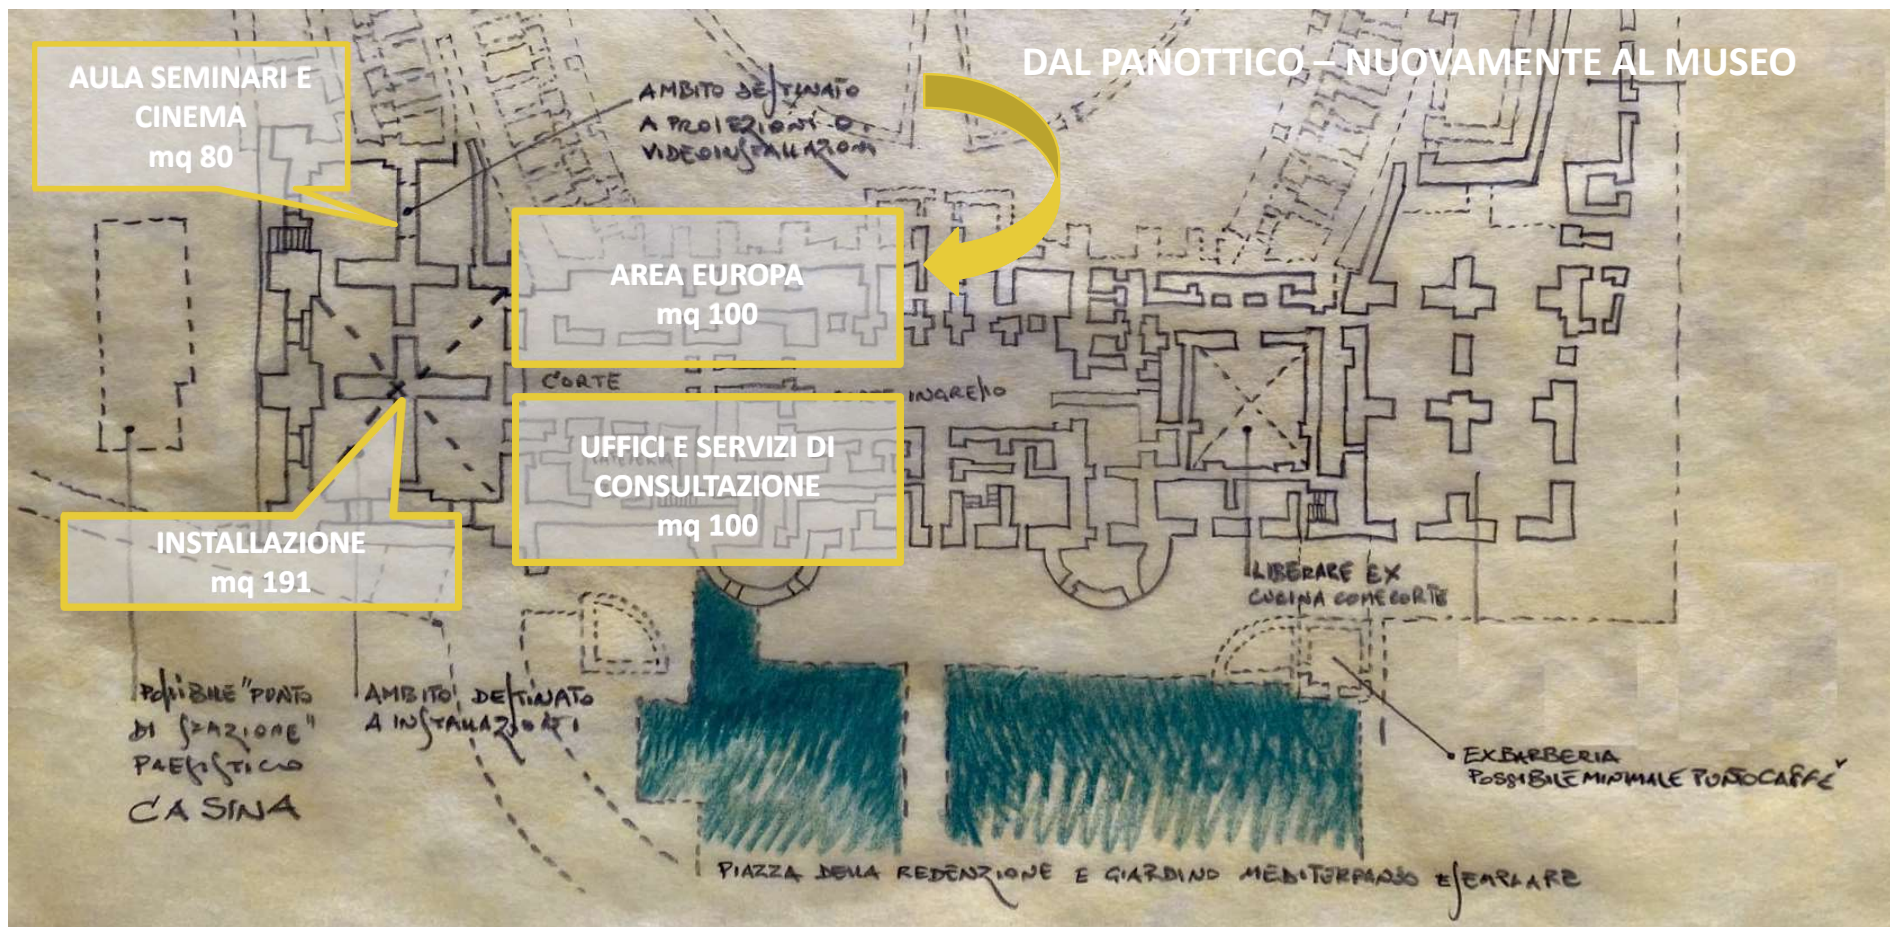 DAL PANOTTICO – NUOVAMENTE AL MUSEO
AULA SEMINARI E
CINEMA
mq 80
AMBITO DESTINATO
A PROIEZIONI O
VIDEOINSTALLAZIONI
AREA EUROPA
mq 100
CORTE
INGRESSO
UFFICI E SERVIZI DI
CONSULTAZIONE
mq 100
INSTALLAZIONE
mq 191
LIBERARE EX
CUCINA COME CORTE
POSSIBILE "PUNTO
DI STAZIONE"
PAESISTICO
CASINA
AMBITO DESTINATO
A INSTALLAZIONI
EX BARBERIA
POSSIBILE MINIMALE PUNTO CAFFE'
PIAZZA DELLA REDENZIONE E GIARDINO MEDITERRANEO ESEMPLARE